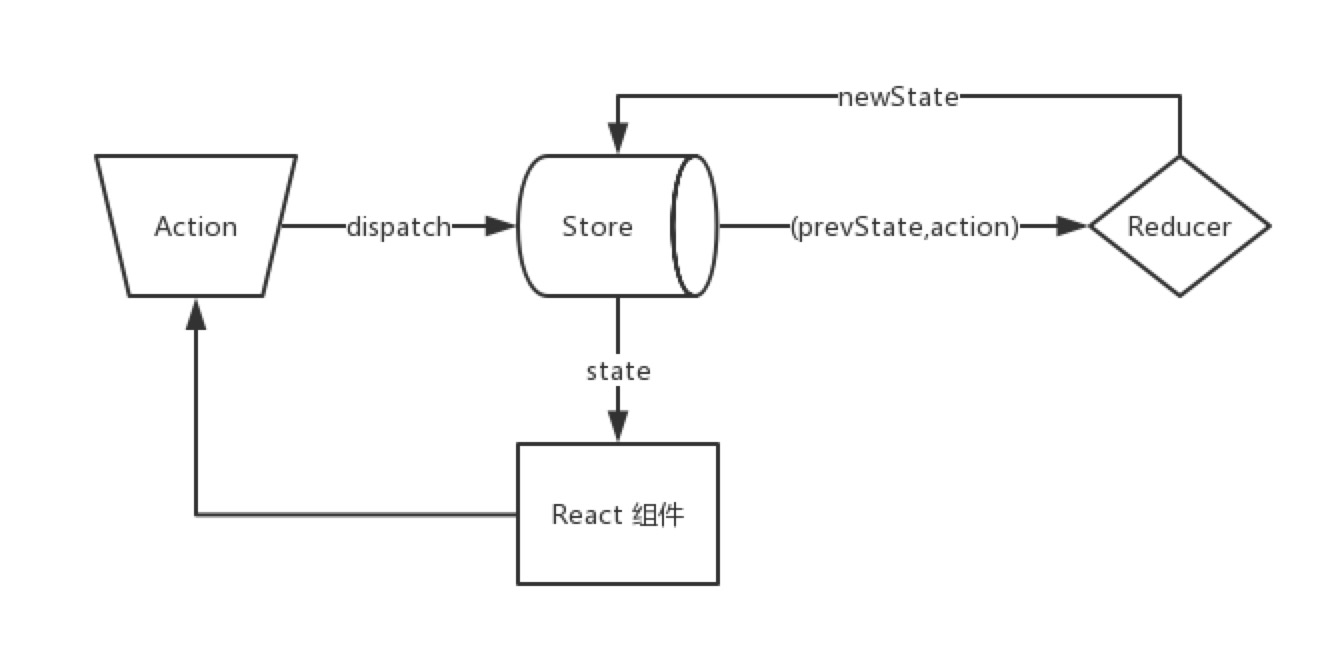 newState
Action
dispatch
Store
(prevState,action)
Reducer
state
React 组件